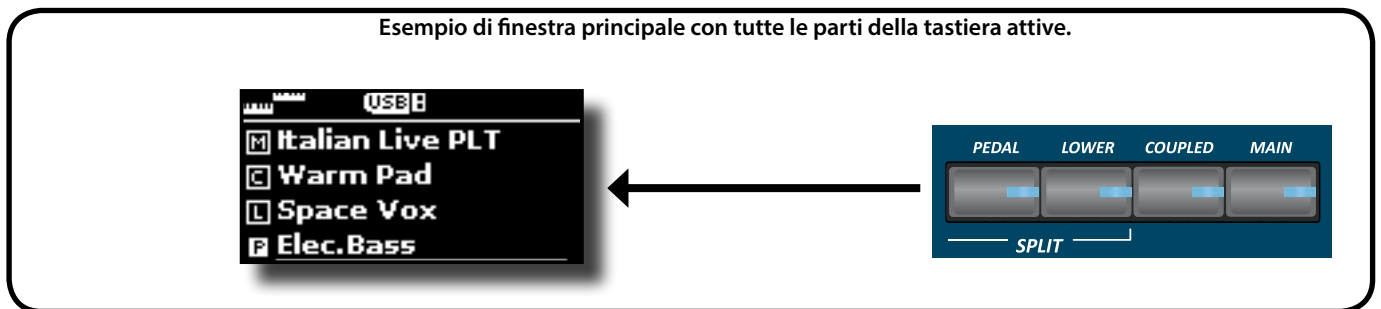 Esempio di finestra principale con tutte le parti della tastiera attive.
USB
M Italian Live PLT
C Warm Pad
L Space Vox
P Elec.Bass
PEDAL LOWER COUPLED MAIN
SPLIT